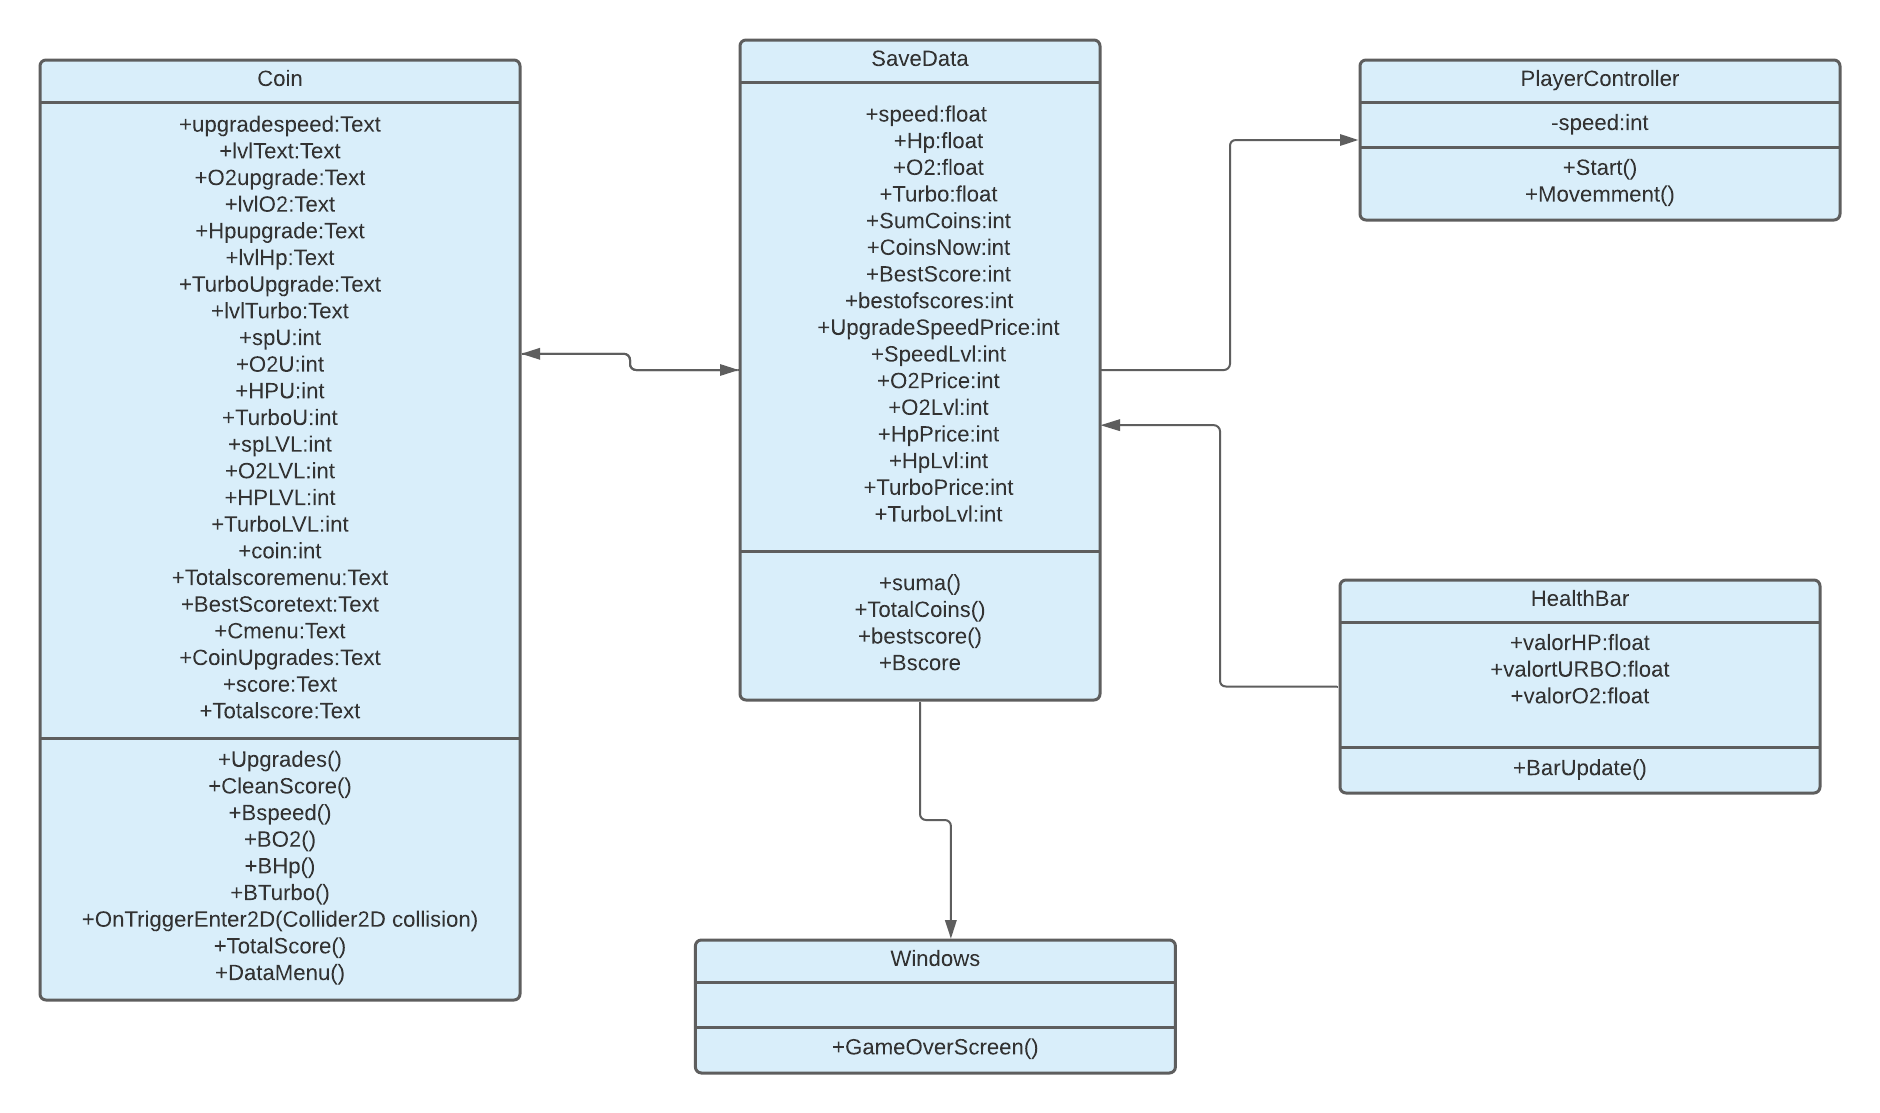 Coin
+upgradespeed:Text
+lvlText:Text
+O2upgrade:Text
+lvlO2:Text
+Hpupgrade:Text
+lvlHp:Text
+TurboUpgrade:Text
+lvlTurbo:Text
+spU:int
+O2U:int
+HPU:int
+TurboU:int
+spLVL:int
+O2LVL:int
+HPLVL:int
+TurboLVL:int
+coin:int
+Totalscoremenu:Text
+BestScoretext:Text
+Cmenu:Text
+CoinUpgrades:Text
+score:Text
+Totalscore:Text
+Upgrades()
+CleanScore()
+Bspeed()
+BO2()
+BHp()
+BTurbo()
+OnTriggerEnter2D(Collider2D collision)
+TotalScore()
+DataMenu()
SaveData
+speed:float
+Hp:float
+O2:float
+Turbo:float
+SumCoins:int
+CoinsNow:int
+BestScore:int
+bestofscores:int
+UpgradeSpeedPrice:int
+SpeedLvl:int
+O2Price:int
+O2Lvl:int
+HpPrice:int
+HpLvl:int
+TurboPrice:int
+TurboLvl:int
+suma()
+TotalCoins()
+bestscore()
+Bscore
PlayerController
-speed:int
+Start()
+Movemment()
HealthBar
+valorHP:float
+valortURBO:float
+valorO2:float
+BarUpdate()
Windows
+GameOverScreen()